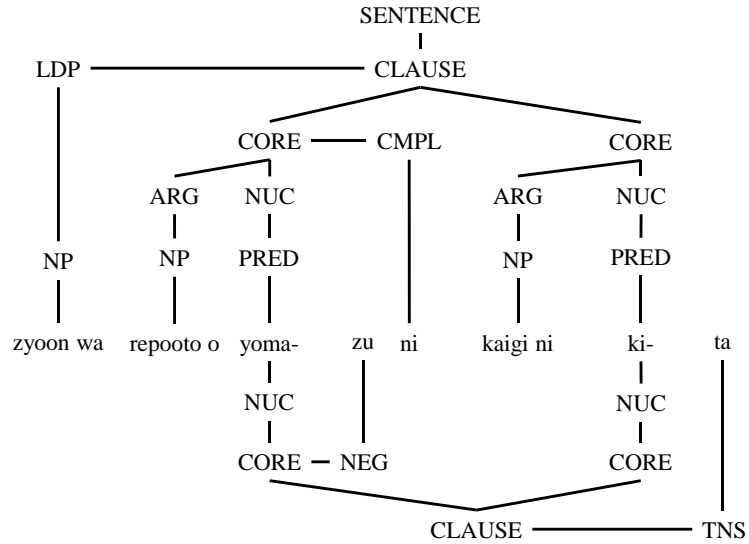 SENTENCE
LDP CLAUSE
CORE CMPL CORE
ARG NUC ARG NUC
NP NP PRED NP PRED
zyoon wa repooto o yoma- zu ni kaigi ni ki- ta
NUC NUC
CORE NEG CORE
CLAUSE TNS